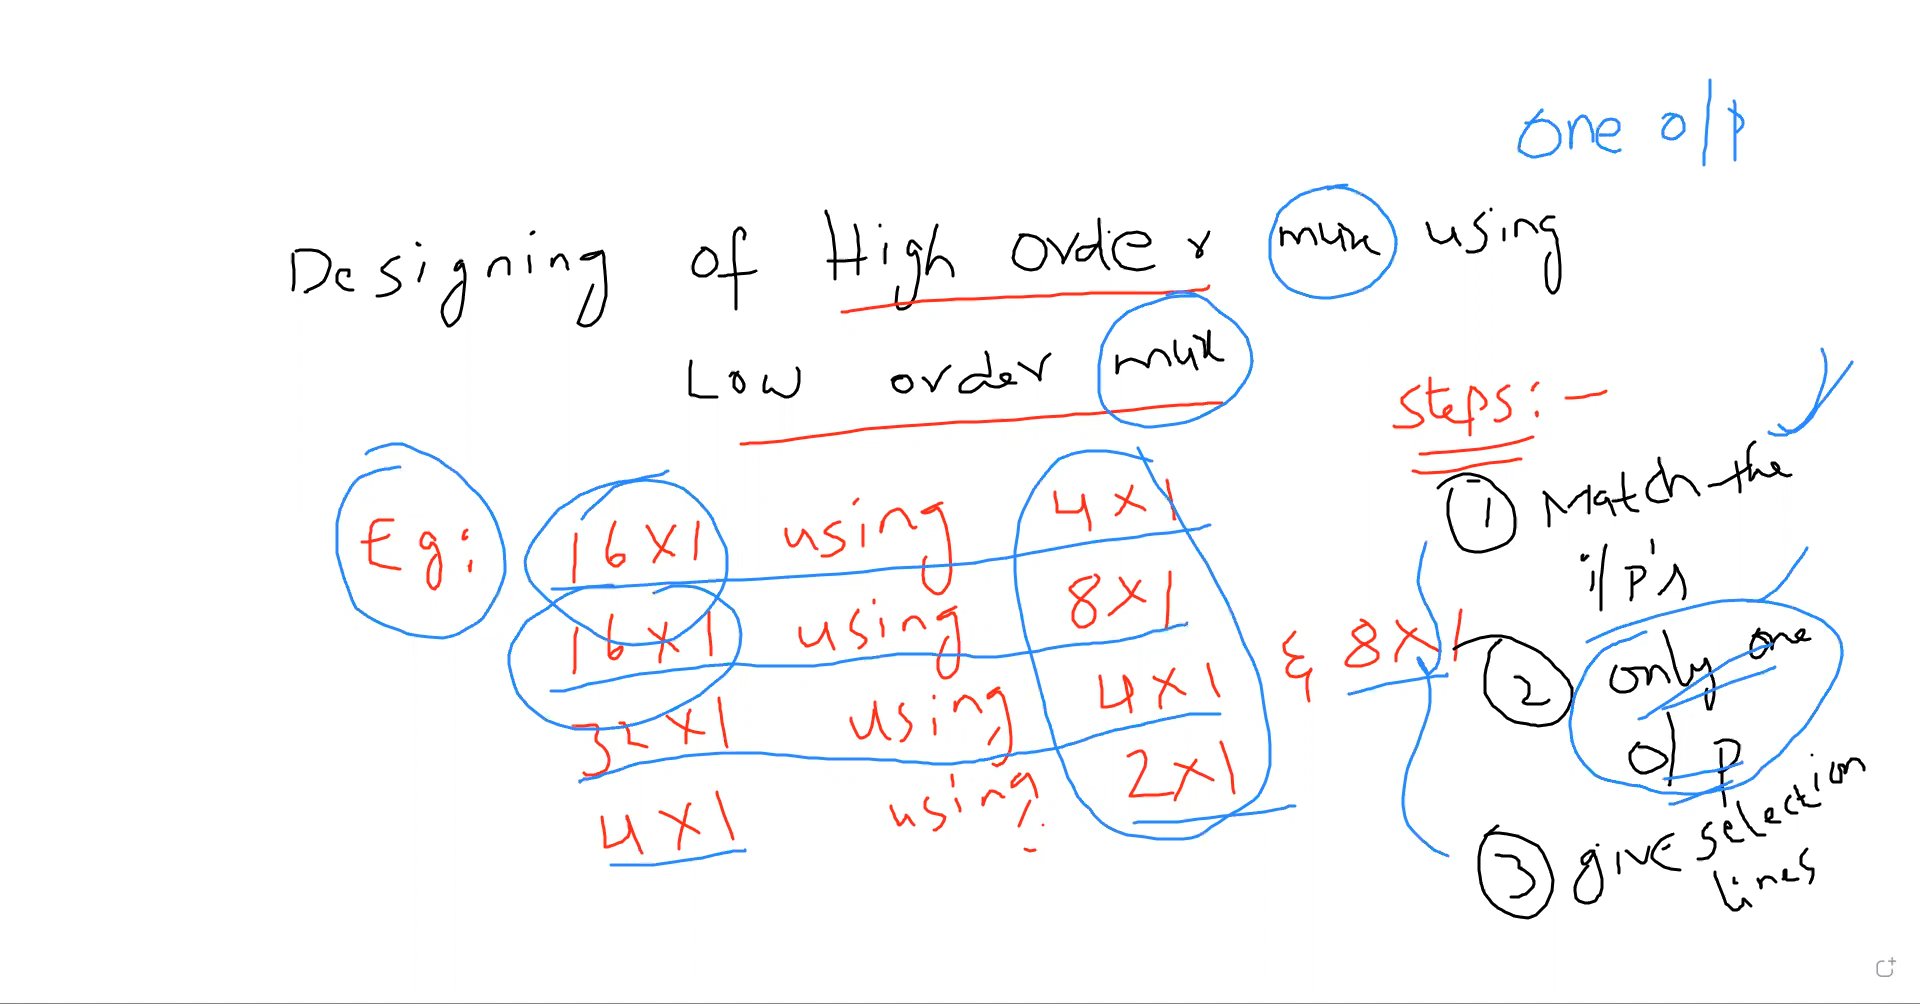 one o/p
Designing of High order mux using
Low order mux
Steps:-
Eg: 16x1 using 4x1
① Match the
i/p's
16x1 using 8x1
32x1 using 4x1 & 8x1
② only one
o/p
4x1 using 2x1
③ give selection
lines